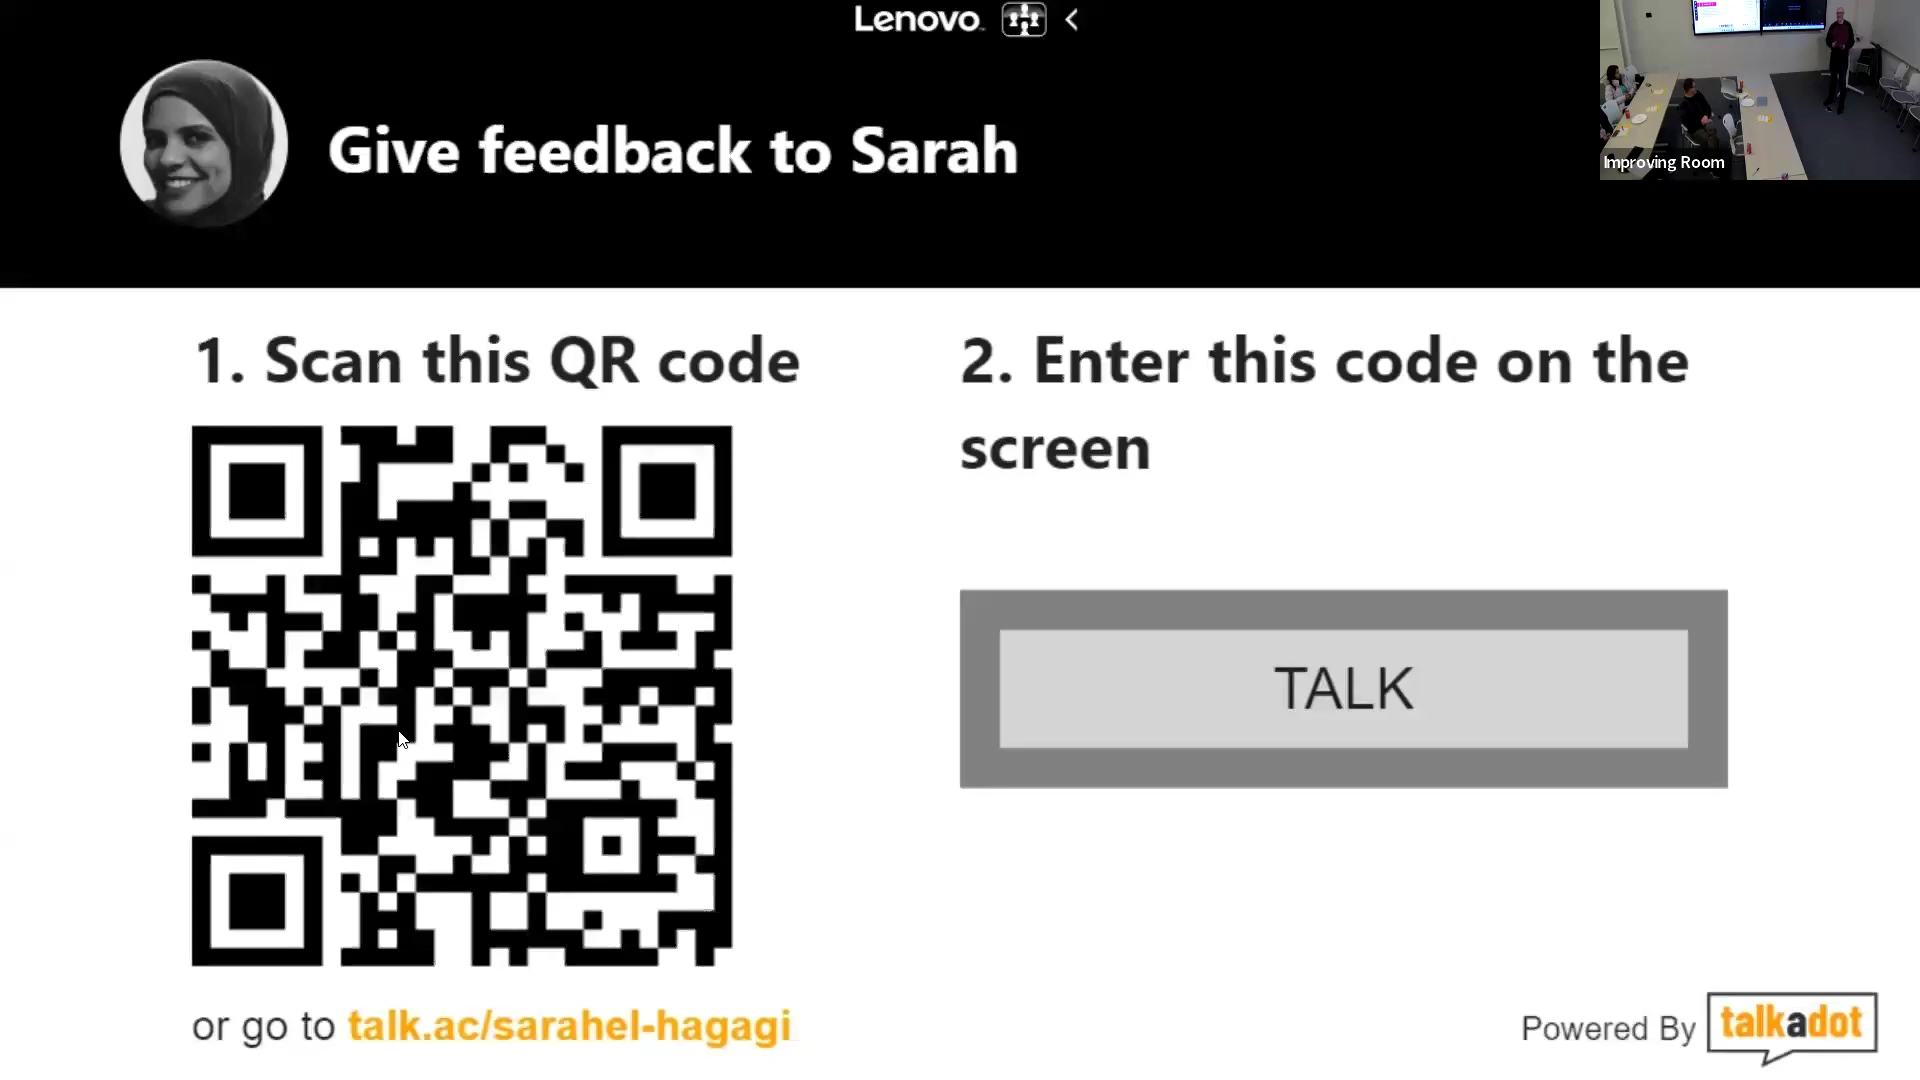 Lenovo
Give feedback to Sarah
Improving Room
1. Scan this QR code
2. Enter this code on the
screen
TALK
or go to talk.ac/sarahel-hagagi
Powered By talkadot